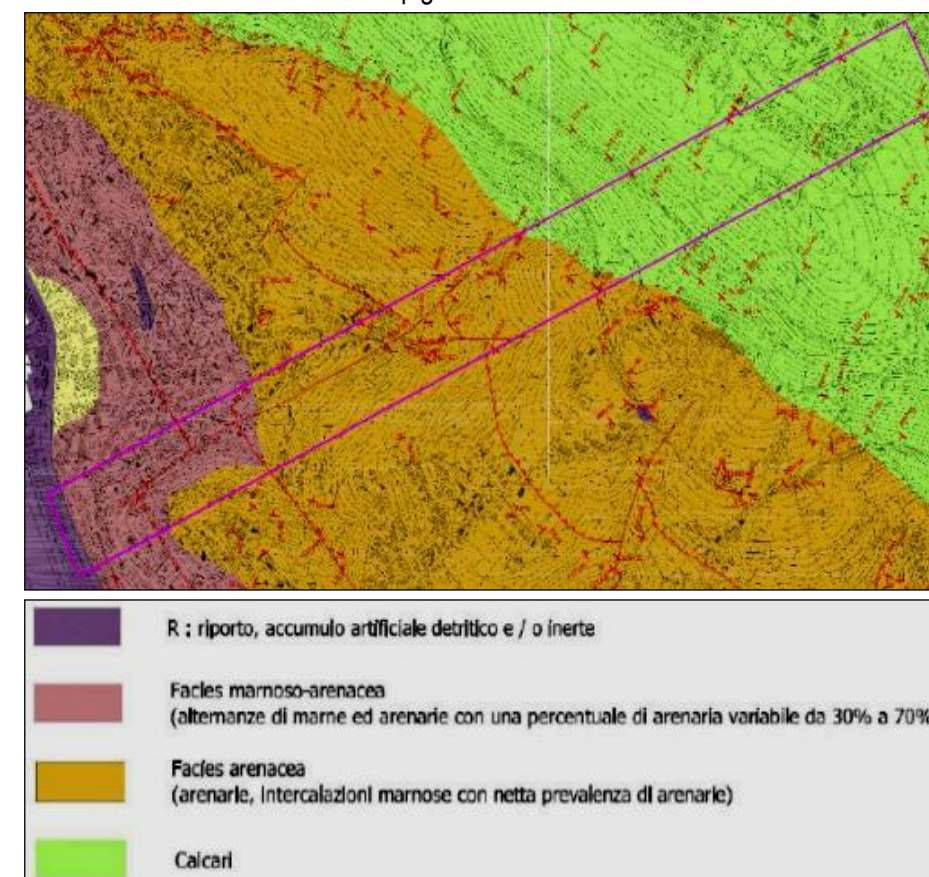 R : riporto, accumulo artificiale detritico e / o inerte
Facies marnoso-arenacea
(alternanze di marne ed arenarie con una percentuale di arenaria variabile da 30% a 70%
Facies arenacea
(arenarie, intercalazioni marnose con netta prevalenza di arenarie)
Calcari